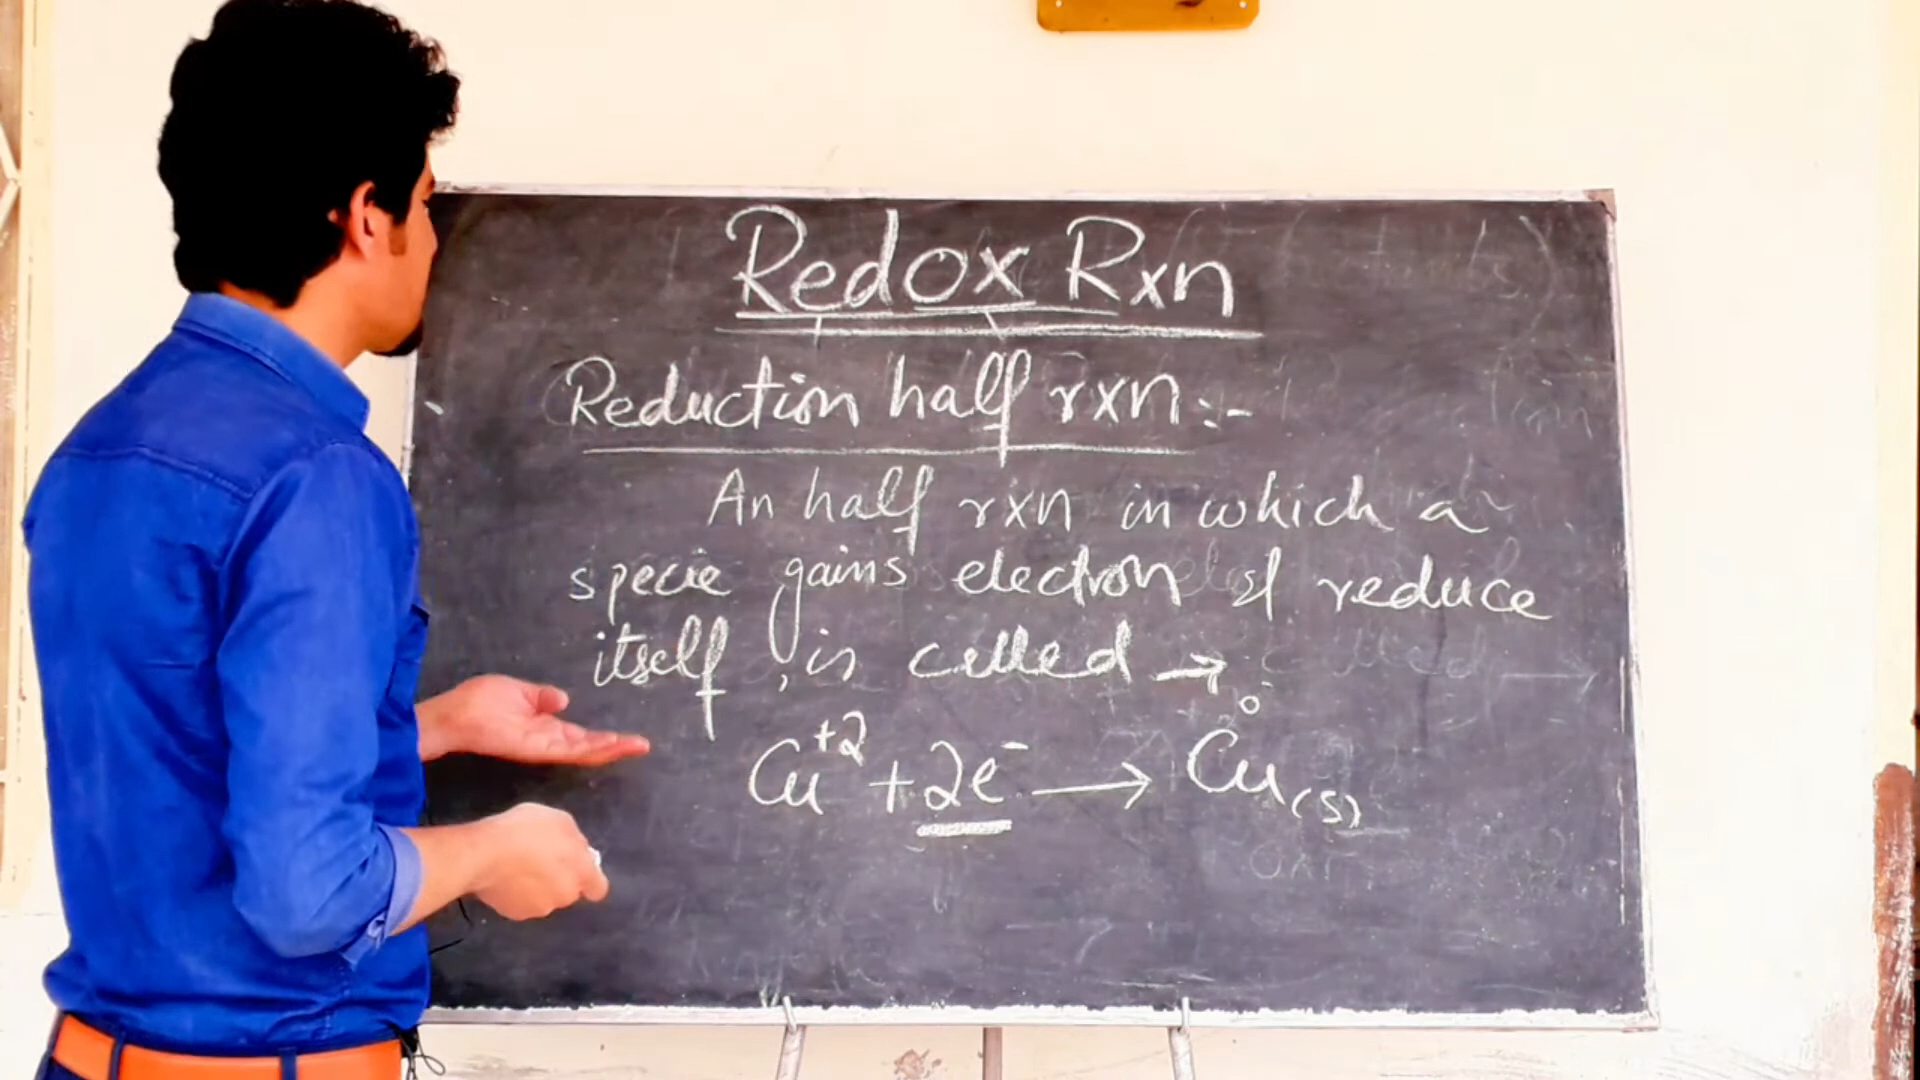 Redox Rxn
Reduction half rxn:-
An half rxn in which a
specie gains electron & reduce
itself, is called →
Cu⁺² + 2e⁻ → Cu⁰(s)